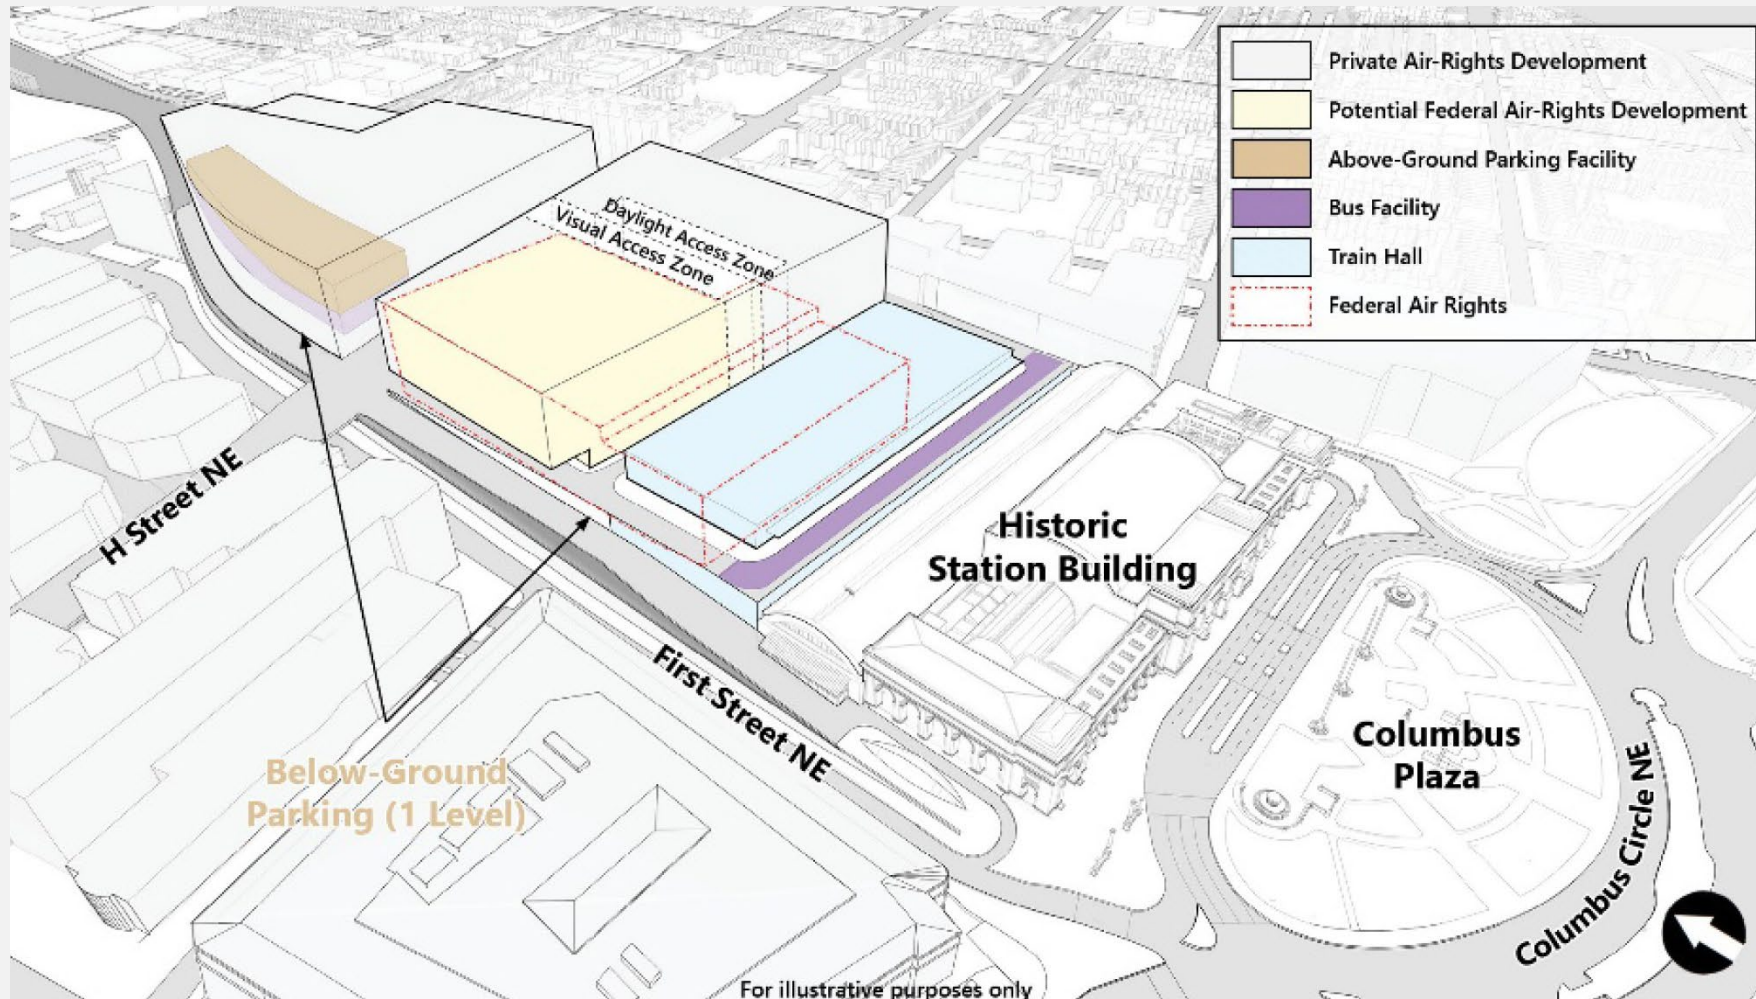 Private Air-Rights Development
Potential Federal Air-Rights Development
Above-Ground Parking Facility
Bus Facility
Train Hall
Federal Air Rights
Daylight Access Zone
Visual Access Zone
H Street NE
Historic
Station Building
First Street NE
Below-Ground
Parking (1 Level)
Columbus
Plaza
Columbus Circle NE
For illustrative purposes only